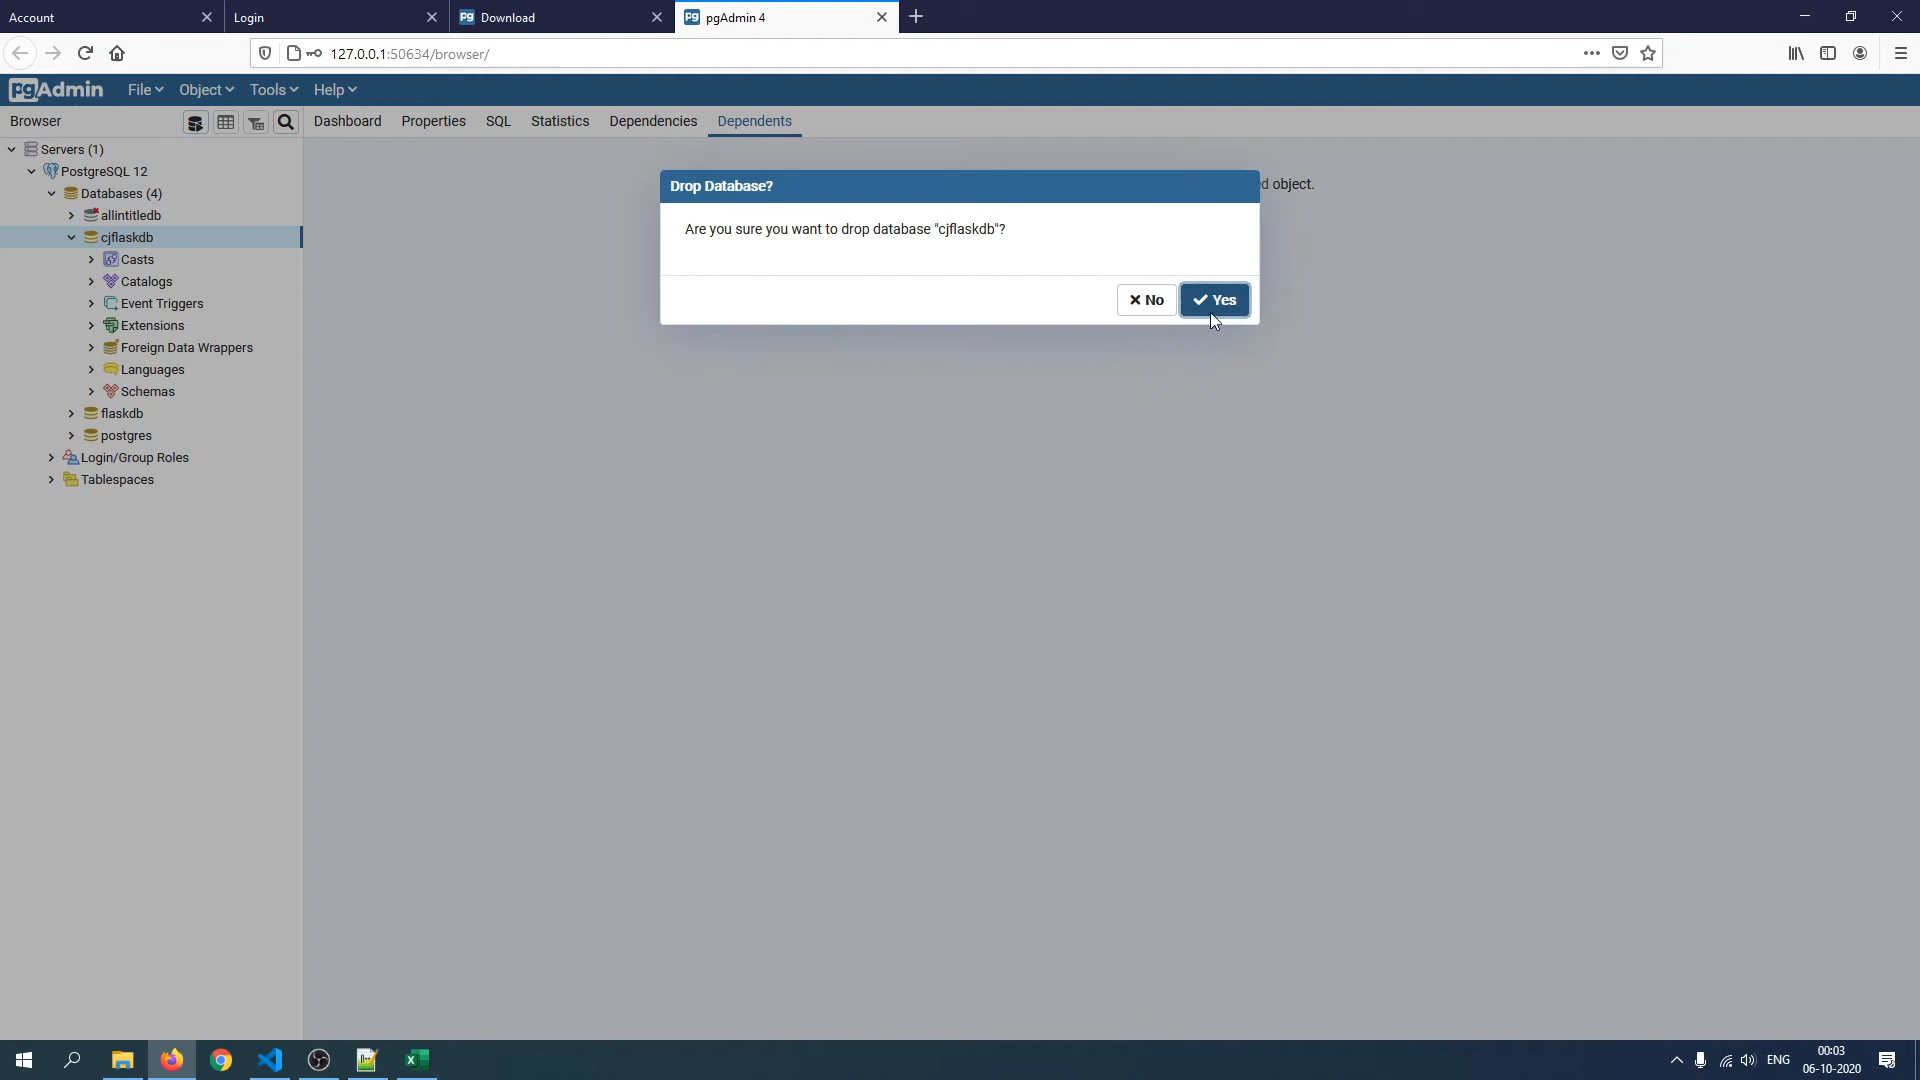 Account
Login
Download
pgAdmin 4
127.0.0.1:50634/browser/
pgAdmin
File
Object
Tools
Help
Browser
Dashboard
Properties
SQL
Statistics
Dependencies
Dependents
Servers (1)
PostgreSQL 12
Databases (4)
allintitledb
cjflaskdb
Casts
Catalogs
Event Triggers
Extensions
Foreign Data Wrappers
Languages
Schemas
flaskdb
postgres
Login/Group Roles
Tablespaces
Drop Database?
object.
Are you sure you want to drop database "cjflaskdb"?
No
Yes
ENG
00:03
06-10-2020